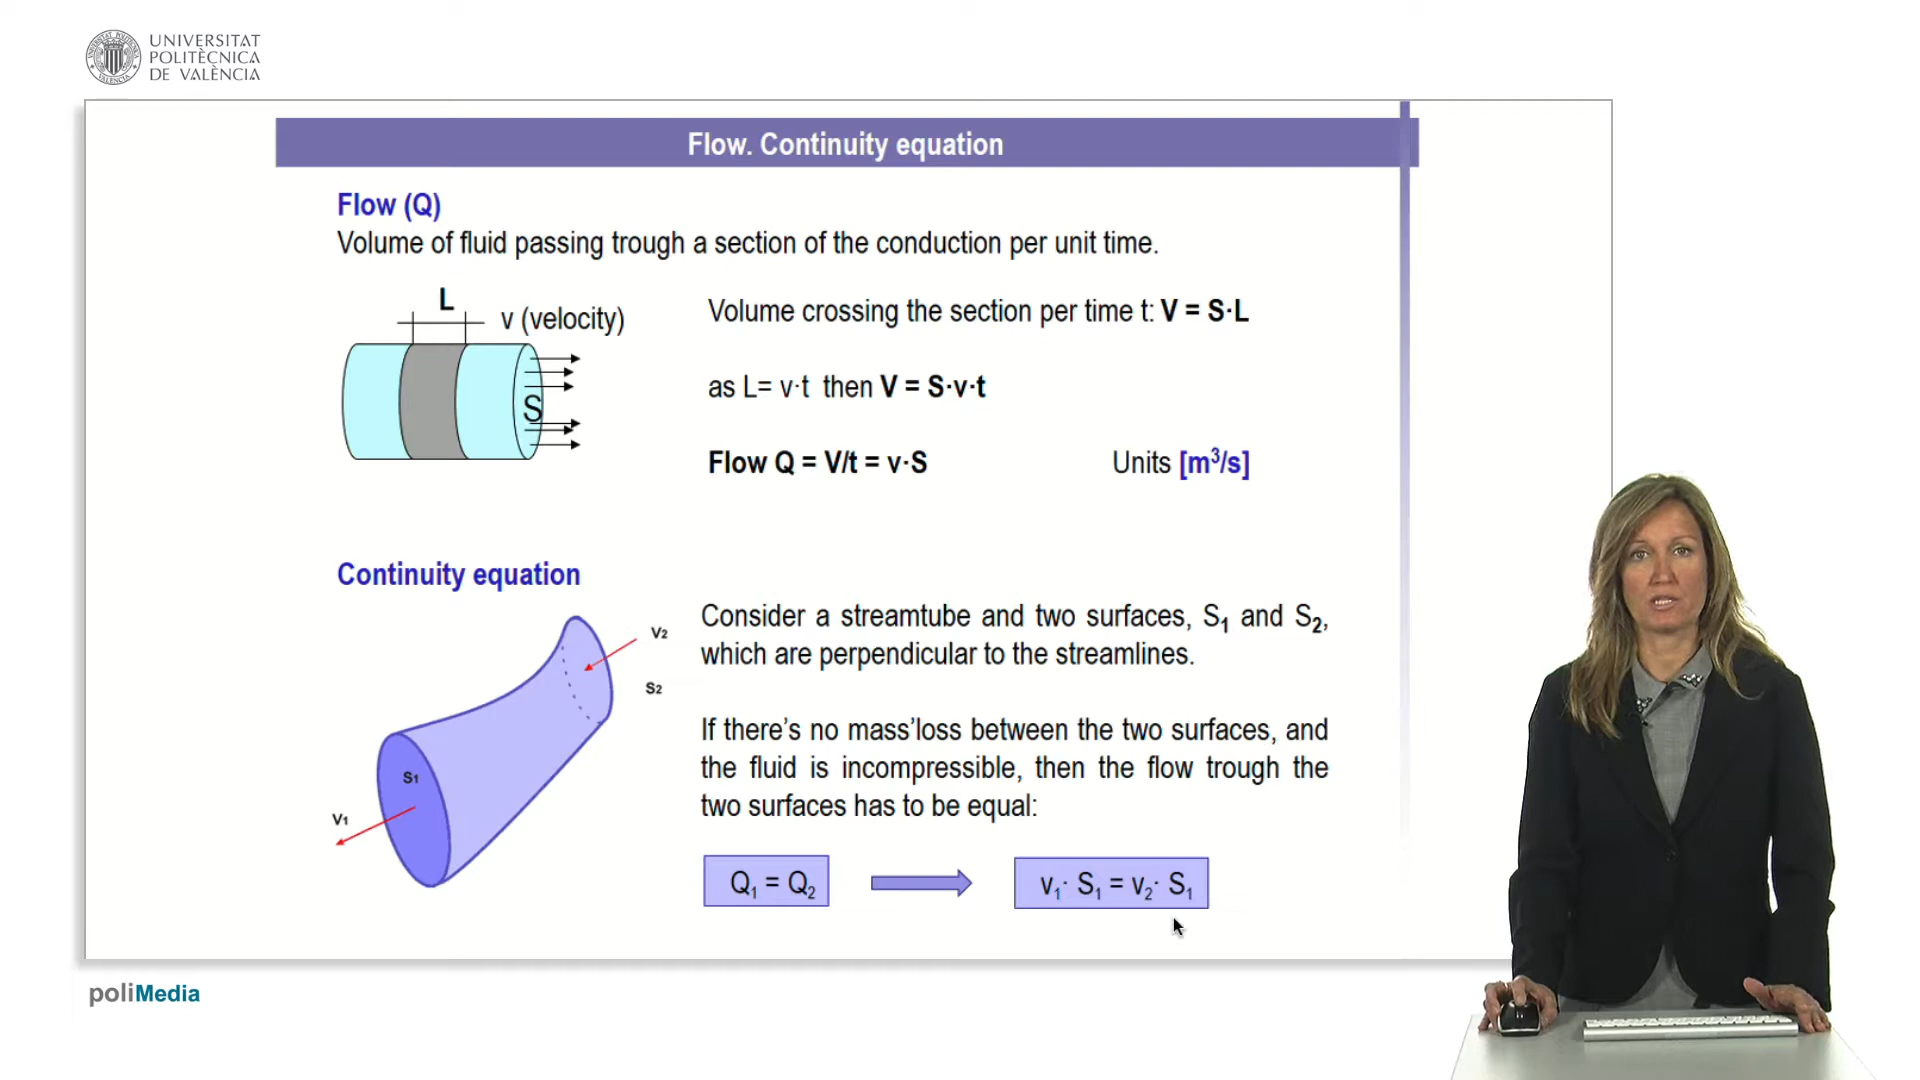 UNIVERSITAT
POLITÈCNICA
DE VALÈNCIA
Flow. Continuity equation
Flow (Q)
Volume of fluid passing trough a section of the conduction per unit time.
L
v (velocity)
S
Volume crossing the section per time t: V = S·L
as L= v·t then V = S·v·t
Flow Q = V/t = v·S
Units [m³/s]
Continuity equation
V2
S2
S1
V1
Consider a streamtube and two surfaces, S₁ and S₂,
which are perpendicular to the streamlines.
If there's no mass'loss between the two surfaces, and
the fluid is incompressible, then the flow trough the
two surfaces has to be equal:
Q₁ = Q₂
v₁· S₁ = v₂· S₁
poliMedia